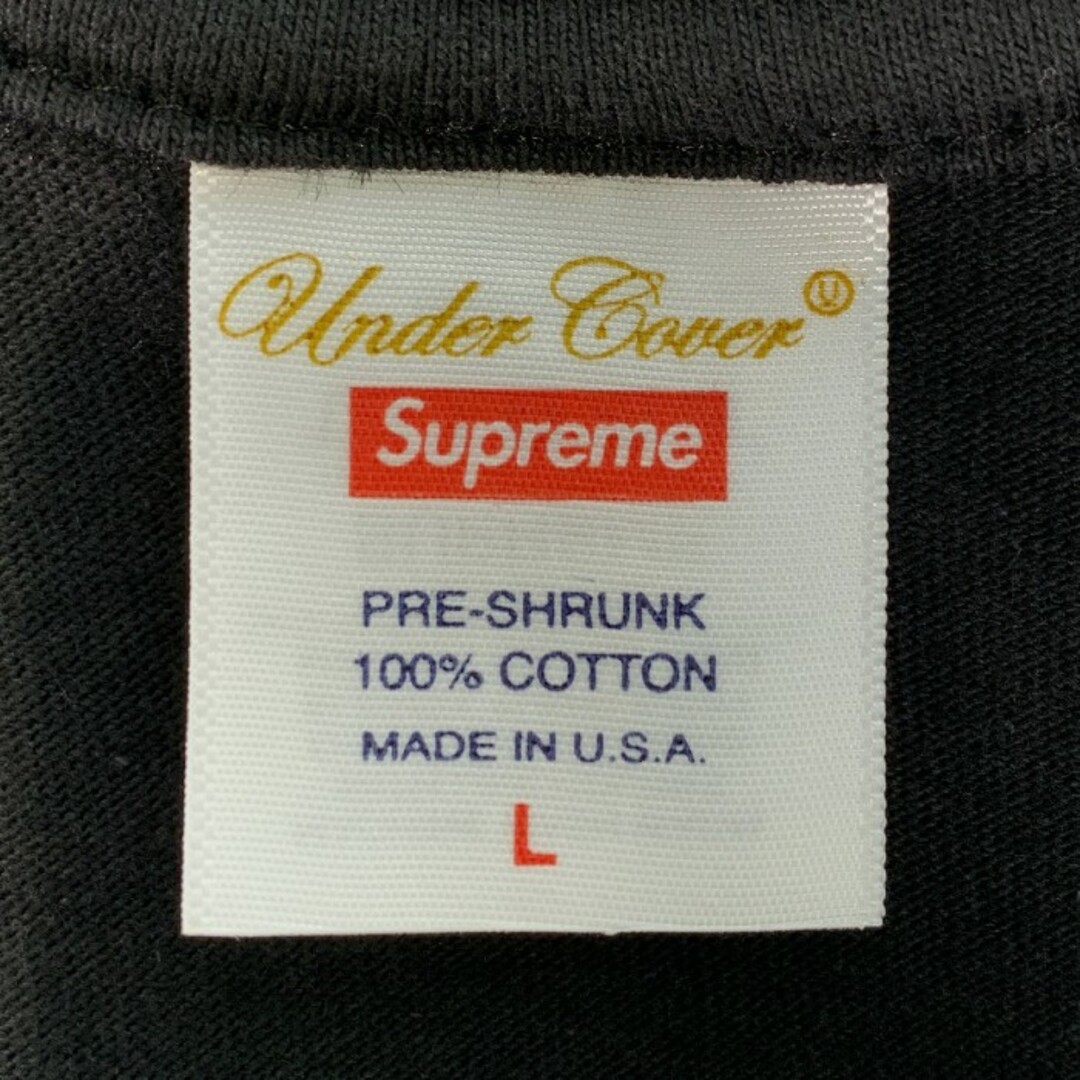 Under Cover Ⓤ
Supreme
PRE-SHRUNK
100% COTTON
MADE IN U.S.A.
L